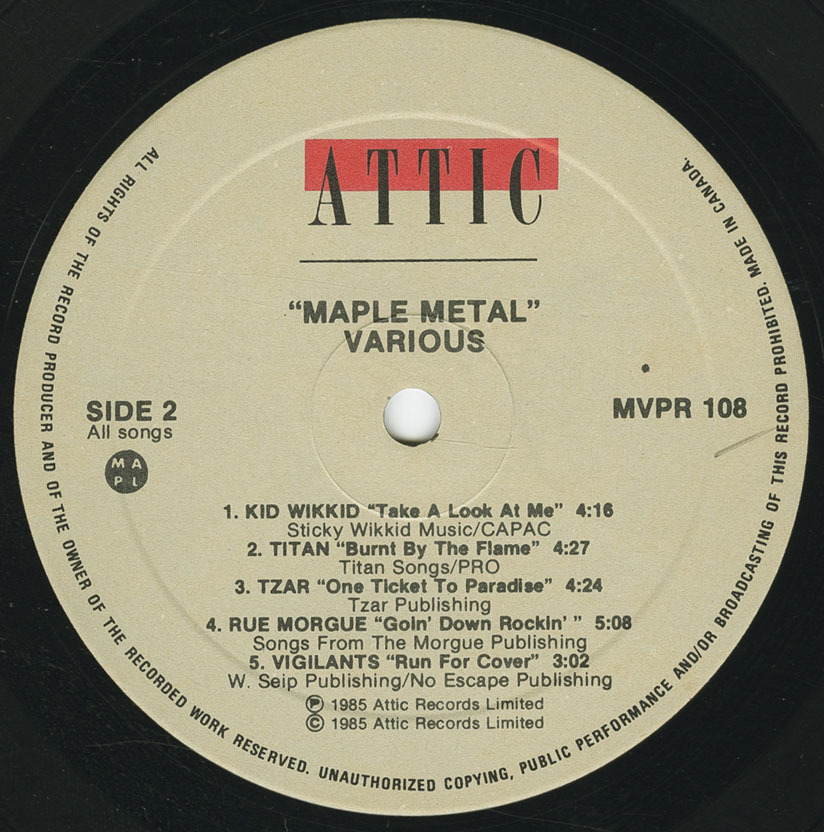 ATTIC
“MAPLE METAL”
VARIOUS
SIDE 2
All songs
M A
P L
MVPR 108
1. KID WIKKID “Take A Look At Me” 4:16
Sticky Wikkid Music/CAPAC
2. TITAN “Burnt By The Flame” 4:27
Titan Songs/PRO
3. TZAR “One Ticket To Paradise” 4:24
Tzar Publishing
4. RUE MORGUE “Goin’ Down Rockin’ ” 5:08
Songs From The Morgue Publishing
5. VIGILANTS “Run For Cover” 3:02
W. Seip Publishing/No Escape Publishing
℗ 1985 Attic Records Limited
© 1985 Attic Records Limited
ALL RIGHTS OF THE RECORD PRODUCER AND OF THE OWNER OF THE RECORDED WORK RESERVED. UNAUTHORIZED COPYING, PUBLIC PERFORMANCE AND/OR BROADCASTING OF THIS RECORD PROHIBITED. MADE IN CANADA.